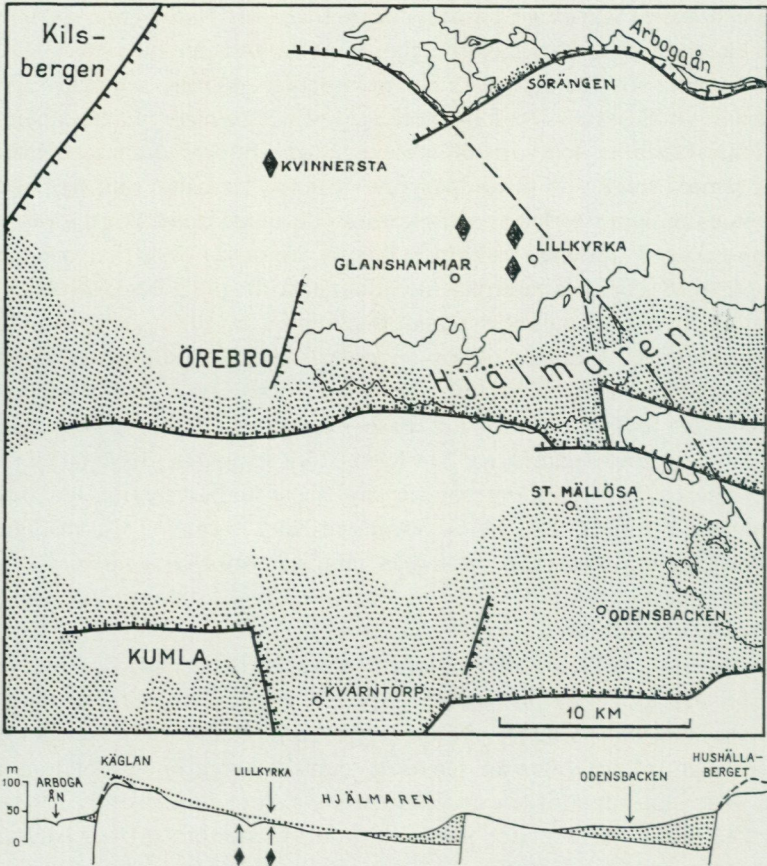 Kils-
bergen
Arbogaån
SÖRÄNGEN
KVINNERSTA
LILLKYRKA
GLANSHAMMAR
ÖREBRO
Hjälmaren
ST. MÄLLÖSA
ODENSBACKEN
KUMLA
KVARNTORP
10 KM
m
100
50
0
ARBOGA
ÅN
KÄGLAN
LILLKYRKA
HJÄLMAREN
ODENSBACKEN
HUSHÄLLA-
BERGET